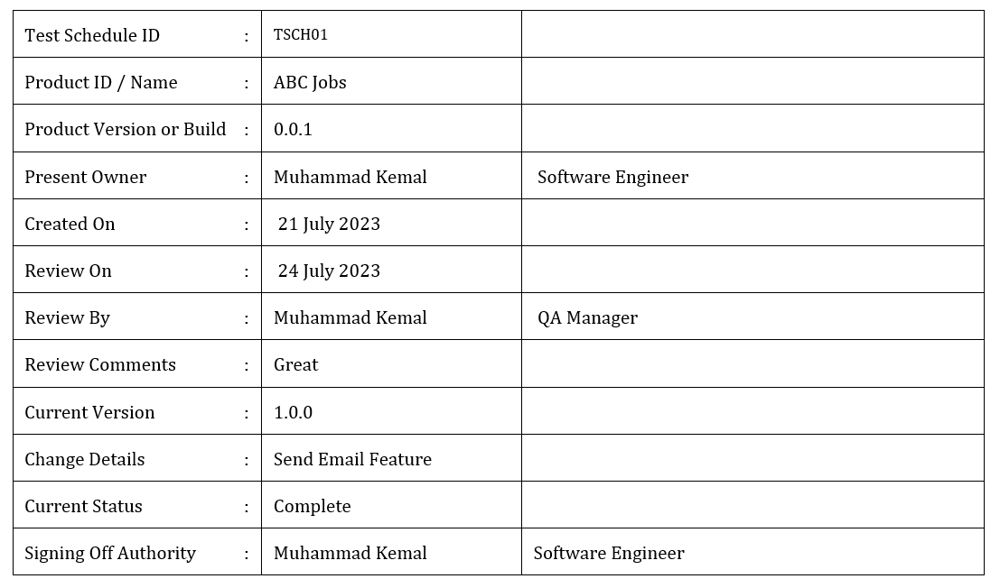 Test Schedule ID : TSCH01
Product ID / Name : ABC Jobs
Product Version or Build : 0.0.1
Present Owner : Muhammad Kemal Software Engineer
Created On : 21 July 2023
Review On : 24 July 2023
Review By : Muhammad Kemal QA Manager
Review Comments : Great
Current Version : 1.0.0
Change Details : Send Email Feature
Current Status : Complete
Signing Off Authority : Muhammad Kemal Software Engineer